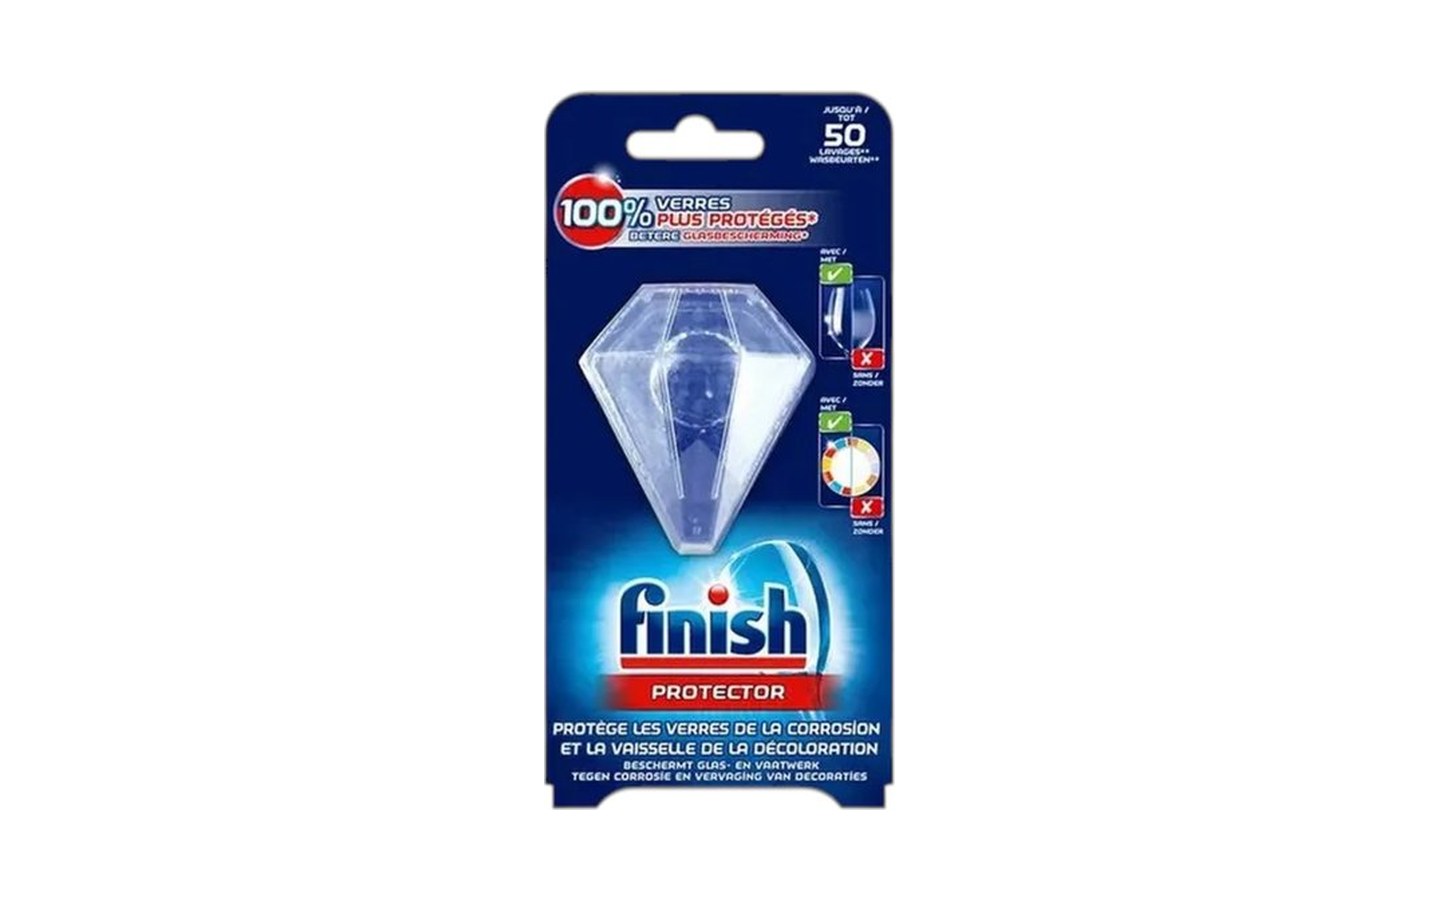 JUSQU'À /
TOT
50
LAVAGES**
WASBEURTEN**
100% VERRES
PLUS PROTÉGÉS*
BETERE GLASBESCHERMING*
AVEC /
MET
SANS /
ZONDER
AVEC /
MET
SANS /
ZONDER
finish
PROTECTOR
PROTÈGE LES VERRES DE LA CORROSION
ET LA VAISSELLE DE LA DÉCOLORATION
BESCHERMT GLAS- EN VAATWERK
TEGEN CORROSIE EN VERVAGING VAN DECORATIES